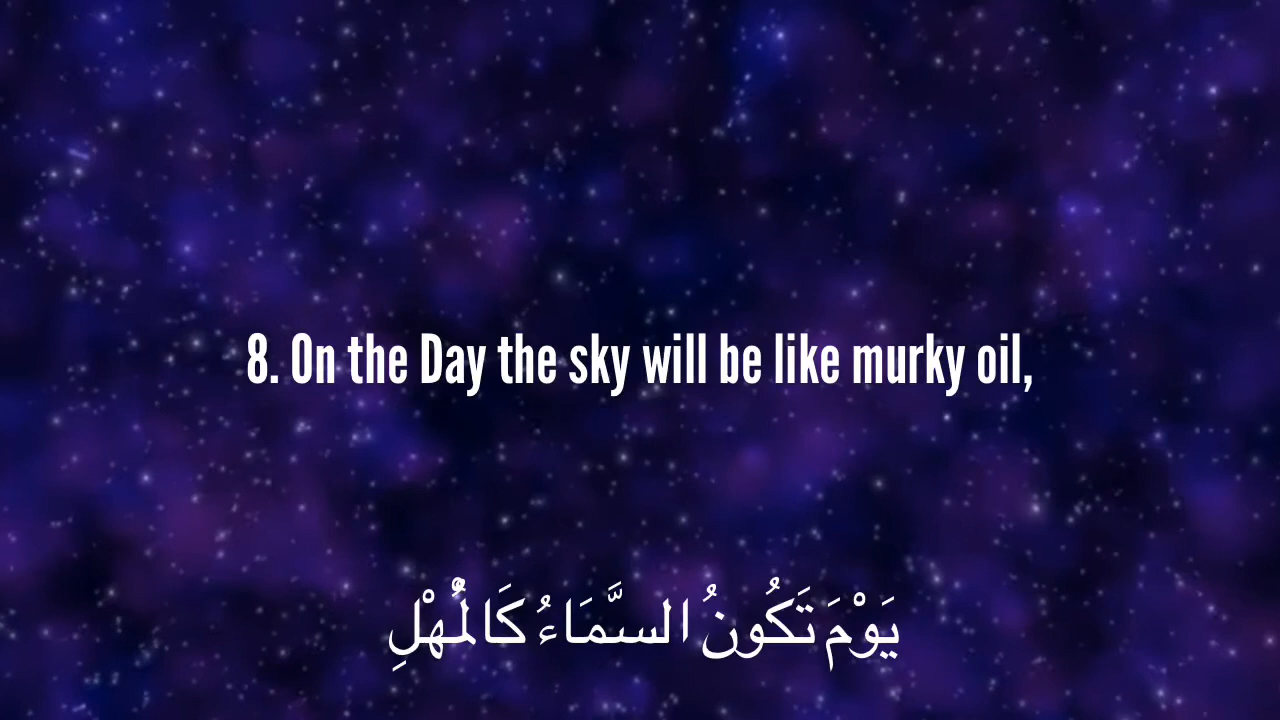 8. On the Day the sky will be like murky oil,
يَوْمَ تَكُونُ السَّمَاءُ كَالْمُهْلِ